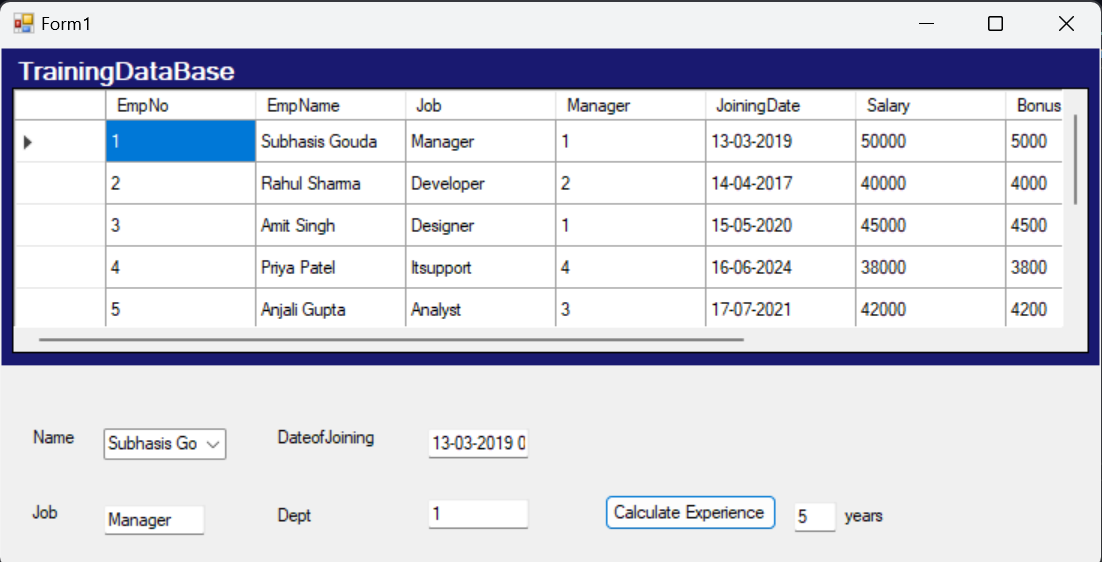 Form1
TrainingDataBase
EmpNo EmpName Job Manager JoiningDate Salary Bonus
1 Subhasis Gouda Manager 1 13-03-2019 50000 5000
2 Rahul Sharma Developer 2 14-04-2017 40000 4000
3 Amit Singh Designer 1 15-05-2020 45000 4500
4 Priya Patel Itsupport 4 16-06-2024 38000 3800
5 Anjali Gupta Analyst 3 17-07-2021 42000 4200
Name Subhasis Go DateofJoining 13-03-2019 0
Job Manager Dept 1 Calculate Experience 5 years